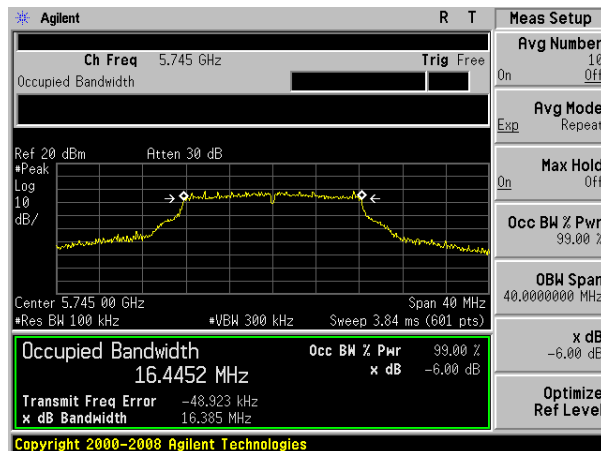 Agilent R T
Ch Freq 5.745 GHz Trig Free
Occupied Bandwidth
Ref 20 dBm Atten 30 dB
#Peak
Log
10
dB/
Center 5.745 00 GHz Span 40 MHz
#Res BW 100 kHz #VBW 300 kHz Sweep 3.84 ms (601 pts)
Occupied Bandwidth Occ BW % Pwr 99.00 %
16.4452 MHz x dB -6.00 dB
Transmit Freq Error -48.923 kHz
x dB Bandwidth 16.385 MHz
Copyright 2000-2008 Agilent Technologies
Meas Setup
Avg Number
10
On Off
Avg Mode
Exp Repeat
Max Hold
On Off
Occ BW % Pwr
99.00 %
OBW Span
40.0000000 MHz
x dB
-6.00 dB
Optimize
Ref Level